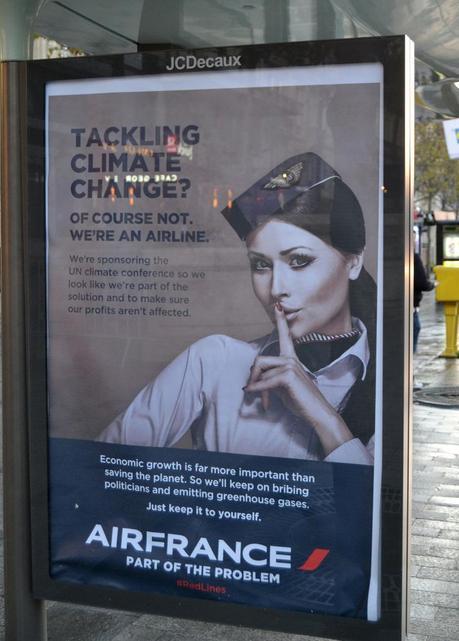 JCDecaux
TACKLING
CLIMATE
CHANGE?
OF COURSE NOT.
WE'RE AN AIRLINE.
We're sponsoring the
UN climate conference so we
look like we're part of the
solution and to make sure
our profits aren't affected.
Economic growth is far more important than
saving the planet. So we'll keep on bribing
politicians and emitting greenhouse gases.
Just keep it to yourself.
AIRFRANCE
PART OF THE PROBLEM
#RedLines